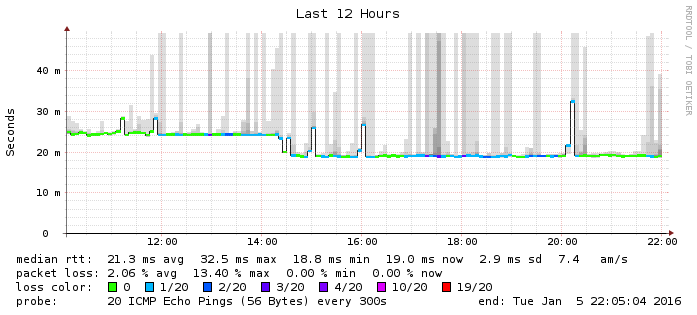 Last 12 Hours
RRDTOOL / TOBI OETIKER
Seconds
40 m
30 m
20 m
10 m
0
12:00 14:00 16:00 18:00 20:00 22:00
median rtt: 21.3 ms avg 32.5 ms max 18.8 ms min 19.0 ms now 2.9 ms sd 7.4 am/s
packet loss: 2.06 % avg 13.40 % max 0.00 % min 0.00 % now
loss color: 0 1/20 2/20 3/20 4/20 10/20 19/20
probe: 20 ICMP Echo Pings (56 Bytes) every 300s end: Tue Jan 5 22:05:04 2016